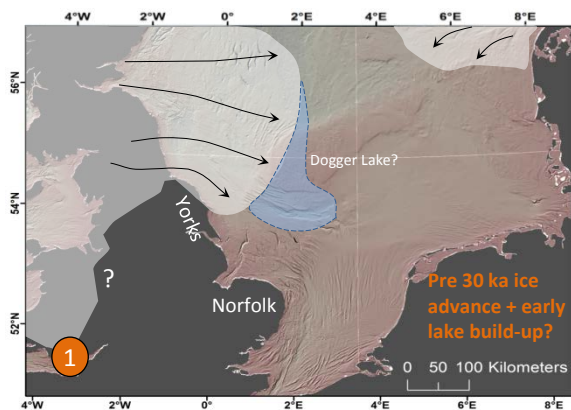 4°W 2°W 0° 2°E 4°E 6°E 8°E
56°N
Dogger Lake?
54°N
Yorks
?
Norfolk
Pre 30 ka ice
advance + early
lake build-up?
52°N
1
0 50 100 Kilometers
4°W 2°W 0° 2°E 4°E 6°E 8°E